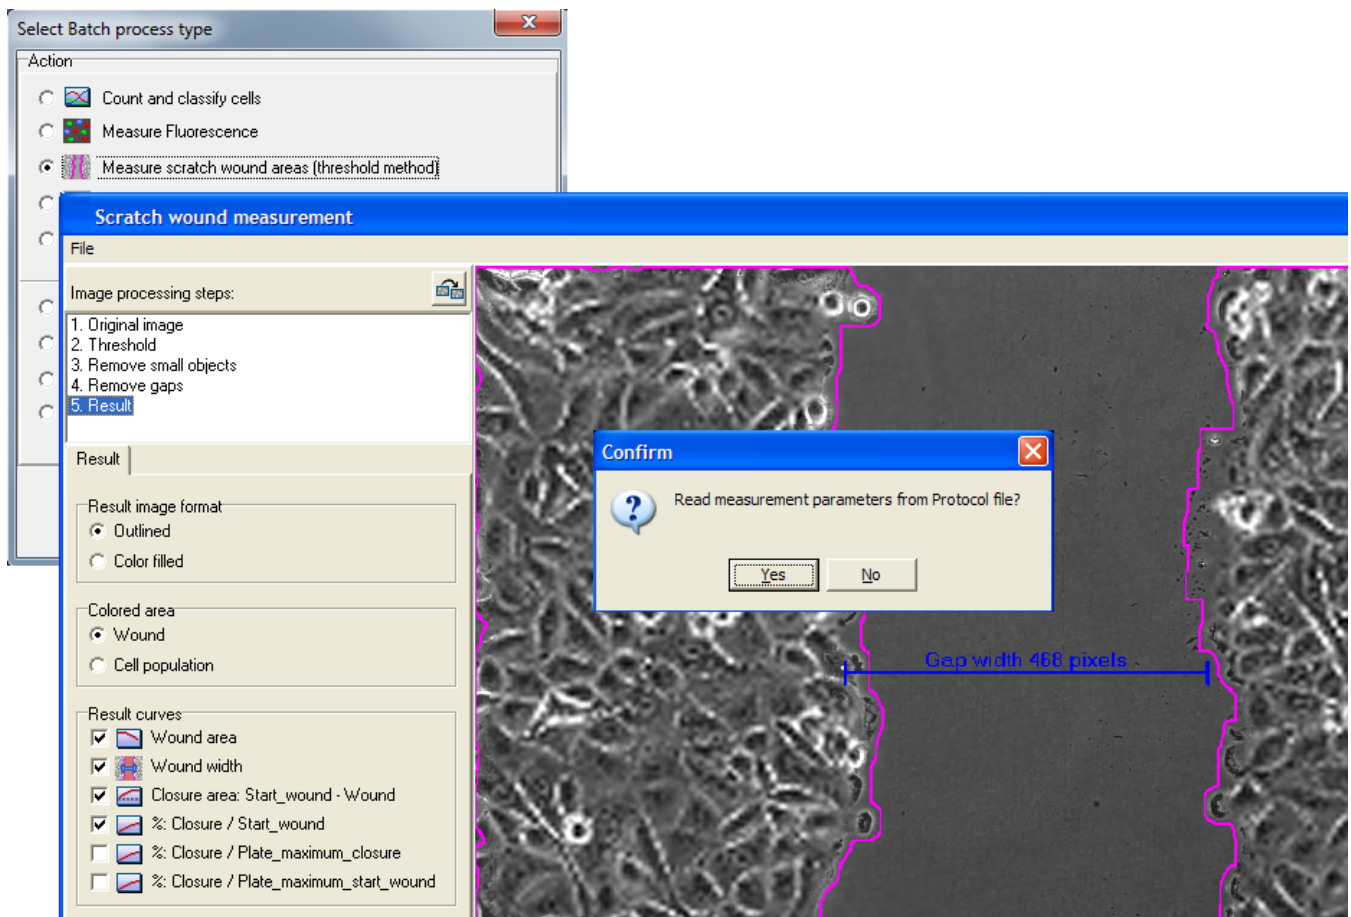 Select Batch process type
Action
Count and classify cells
Measure Fluorescence
Measure scratch wound areas (threshold method)
Scratch wound measurement
File
Image processing steps:
1. Original image
2. Threshold
3. Remove small objects
4. Remove gaps
5. Result
Result
Result image format
Outlined
Color filled
Colored area
Wound
Cell population
Result curves
Wound area
Wound width
Closure area: Start_wound - Wound
%: Closure / Start_wound
%: Closure / Plate_maximum_closure
%: Closure / Plate_maximum_start_wound
Confirm
Read measurement parameters from Protocol file?
Yes
No
Gap width 468 pixels